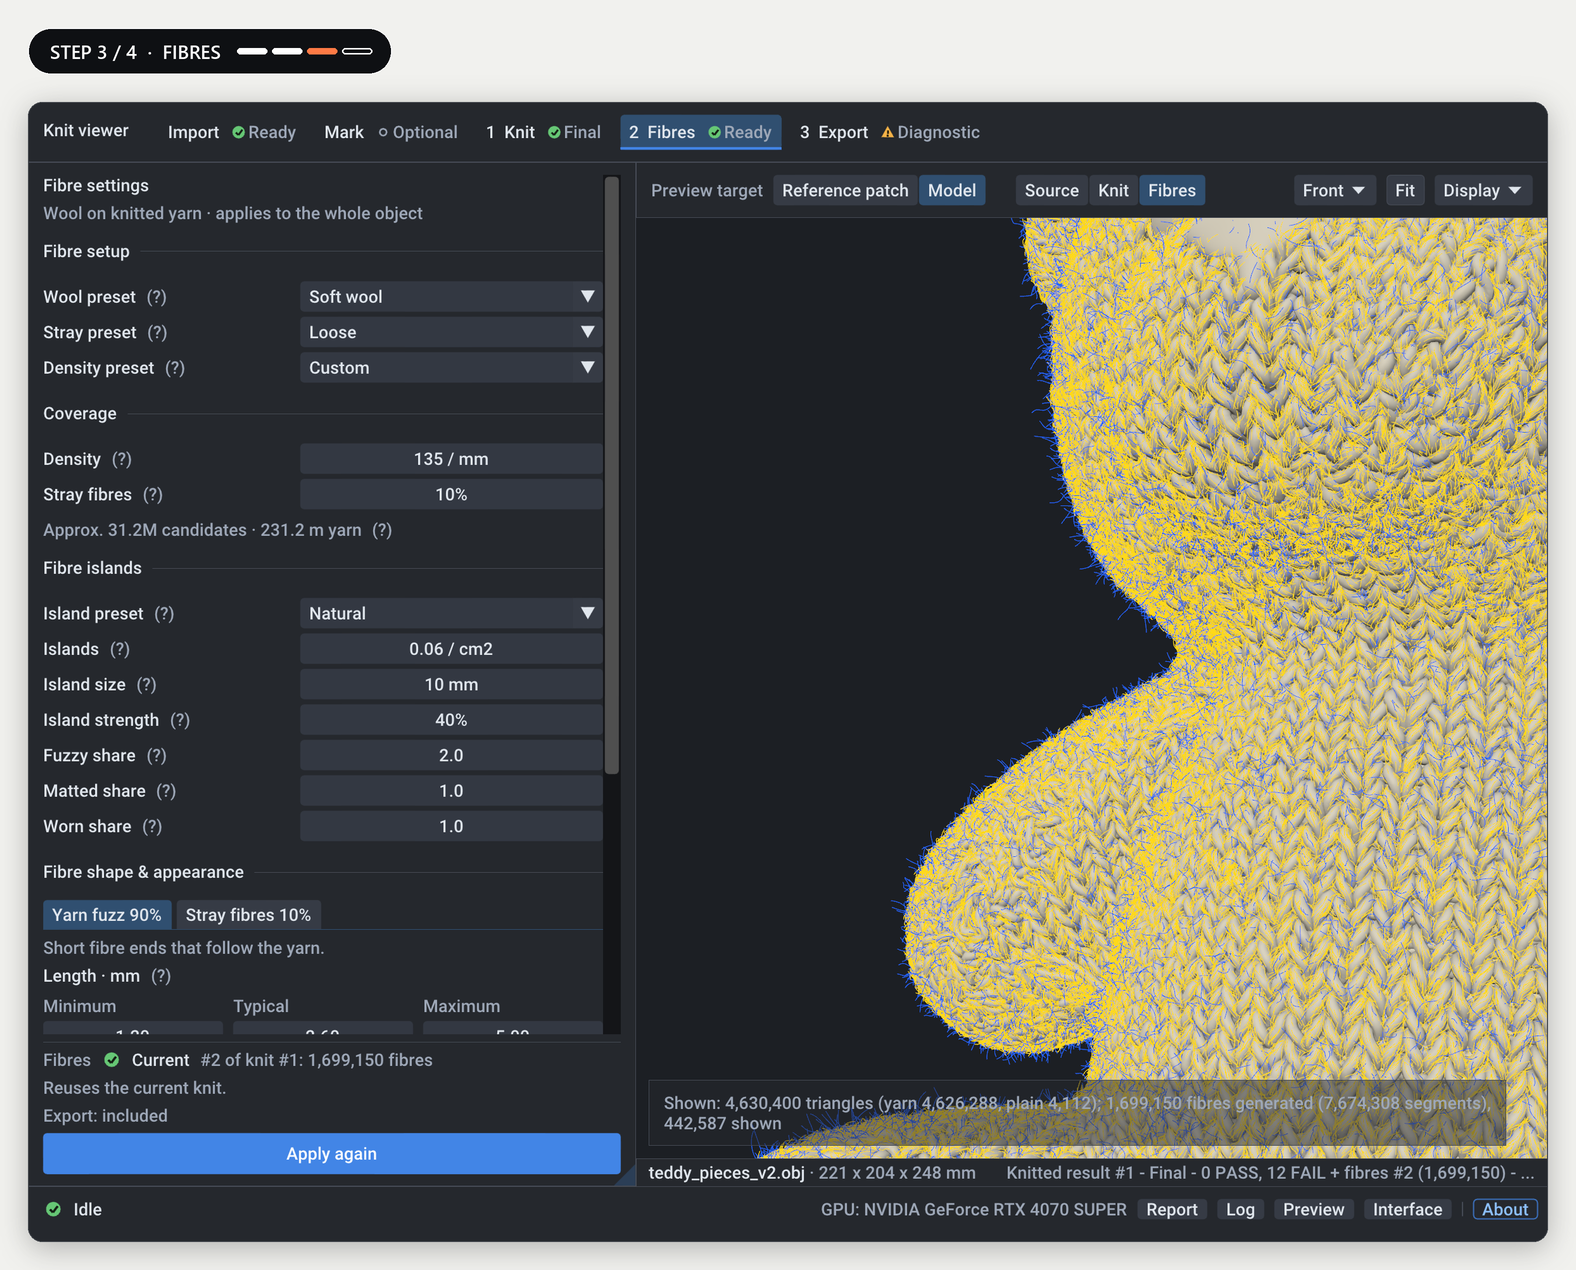 STEP 3 / 4 · FIBRES
Knit viewer Import Ready Mark Optional 1 Knit Final 2 Fibres Ready 3 Export Diagnostic
Fibre settings
Wool on knitted yarn · applies to the whole object
Fibre setup
Wool preset (?) Soft wool
Stray preset (?) Loose
Density preset (?) Custom
Coverage
Density (?) 135 / mm
Stray fibres (?) 10%
Approx. 31.2M candidates · 231.2 m yarn (?)
Fibre islands
Island preset (?) Natural
Islands (?) 0.06 / cm2
Island size (?) 10 mm
Island strength (?) 40%
Fuzzy share (?) 2.0
Matted share (?) 1.0
Worn share (?) 1.0
Fibre shape & appearance
Yarn fuzz 90% Stray fibres 10%
Short fibre ends that follow the yarn.
Length · mm (?)
Minimum Typical Maximum
Fibres Current #2 of knit #1: 1,699,150 fibres
Reuses the current knit.
Export: included
Apply again
Preview target Reference patch Model Source Knit Fibres Front Fit Display
Shown: 4,630,400 triangles (yarn 4,626,288, plain 4,112); 1,699,150 fibres generated (7,674,308 segments),
442,587 shown
teddy_pieces_v2.obj · 221 x 204 x 248 mm Knitted result #1 - Final - 0 PASS, 12 FAIL + fibres #2 (1,699,150) - ...
Idle GPU: NVIDIA GeForce RTX 4070 SUPER Report Log Preview Interface About